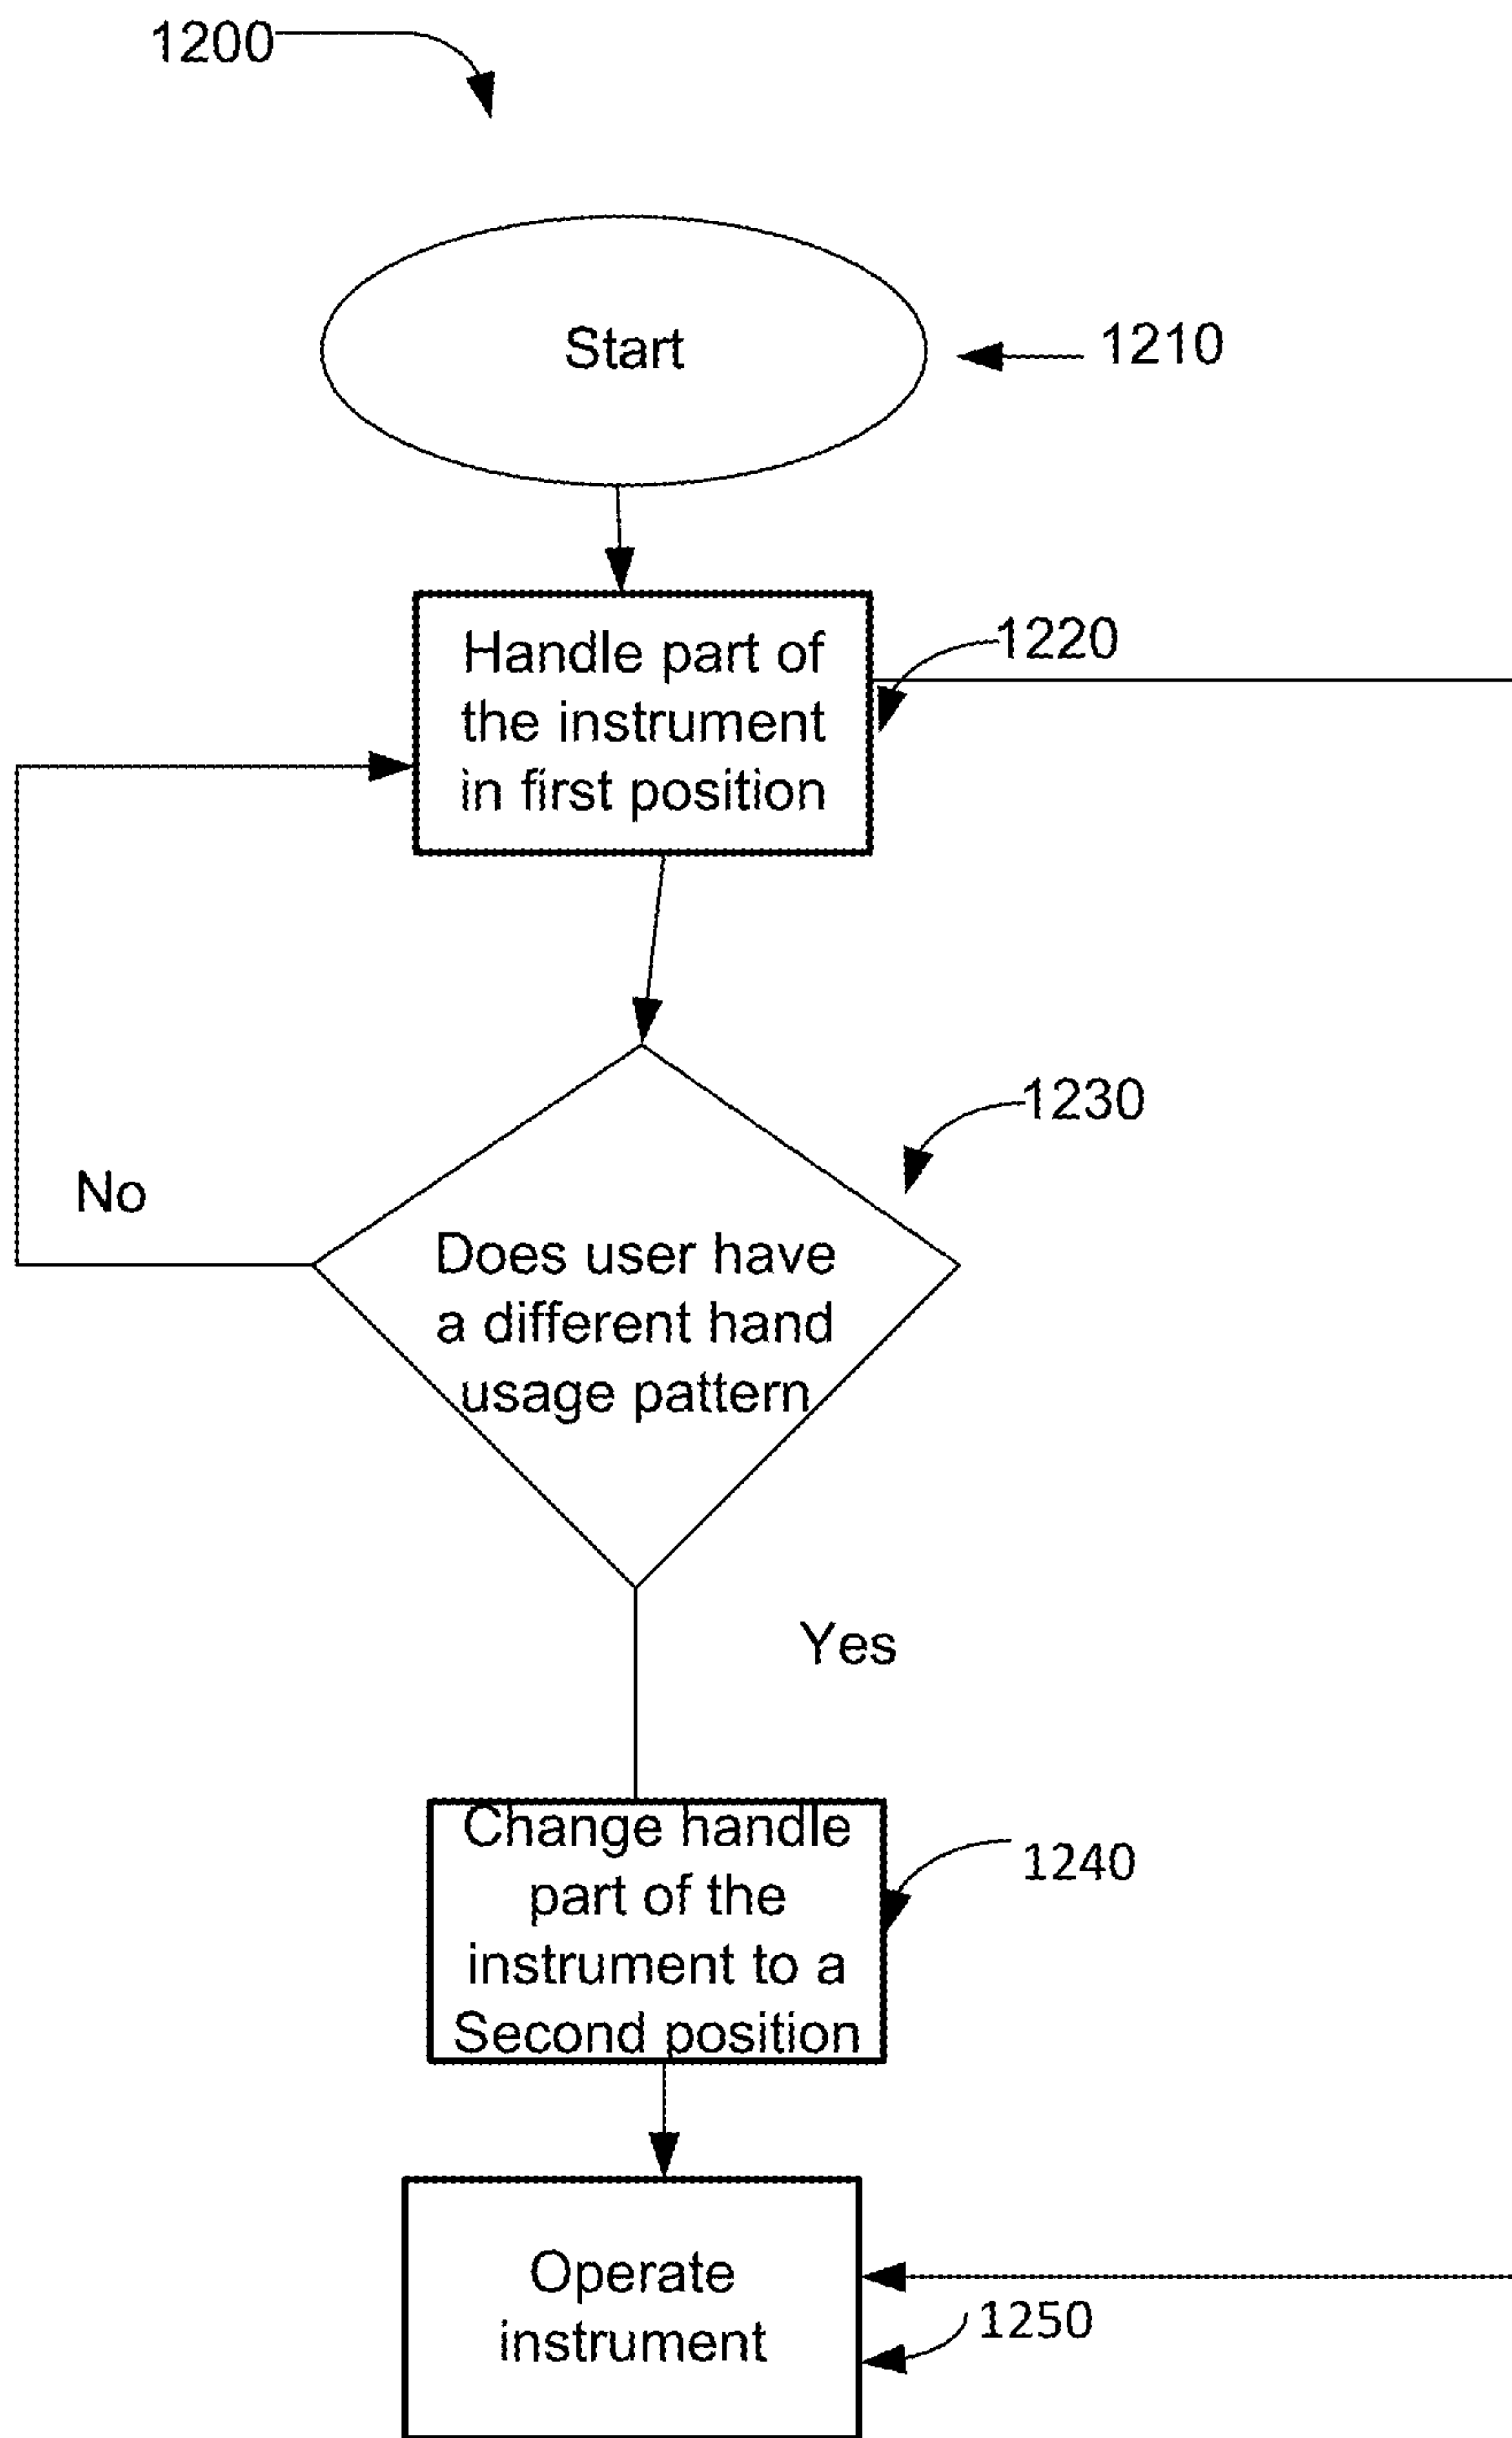 1200
Start
1210
Handle part of
the instrument
in first position
1220
1230
No
Does user have
a different hand
usage pattern
Yes
Change handle
part of the
instrument to a
Second position
1240
Operate
instrument
1250